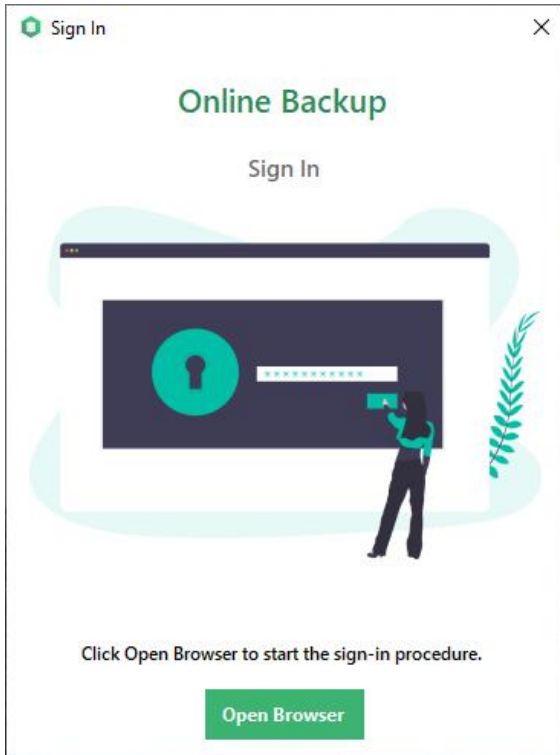 Sign In
Online Backup
Sign In
***********
Click Open Browser to start the sign-in procedure.
Open Browser